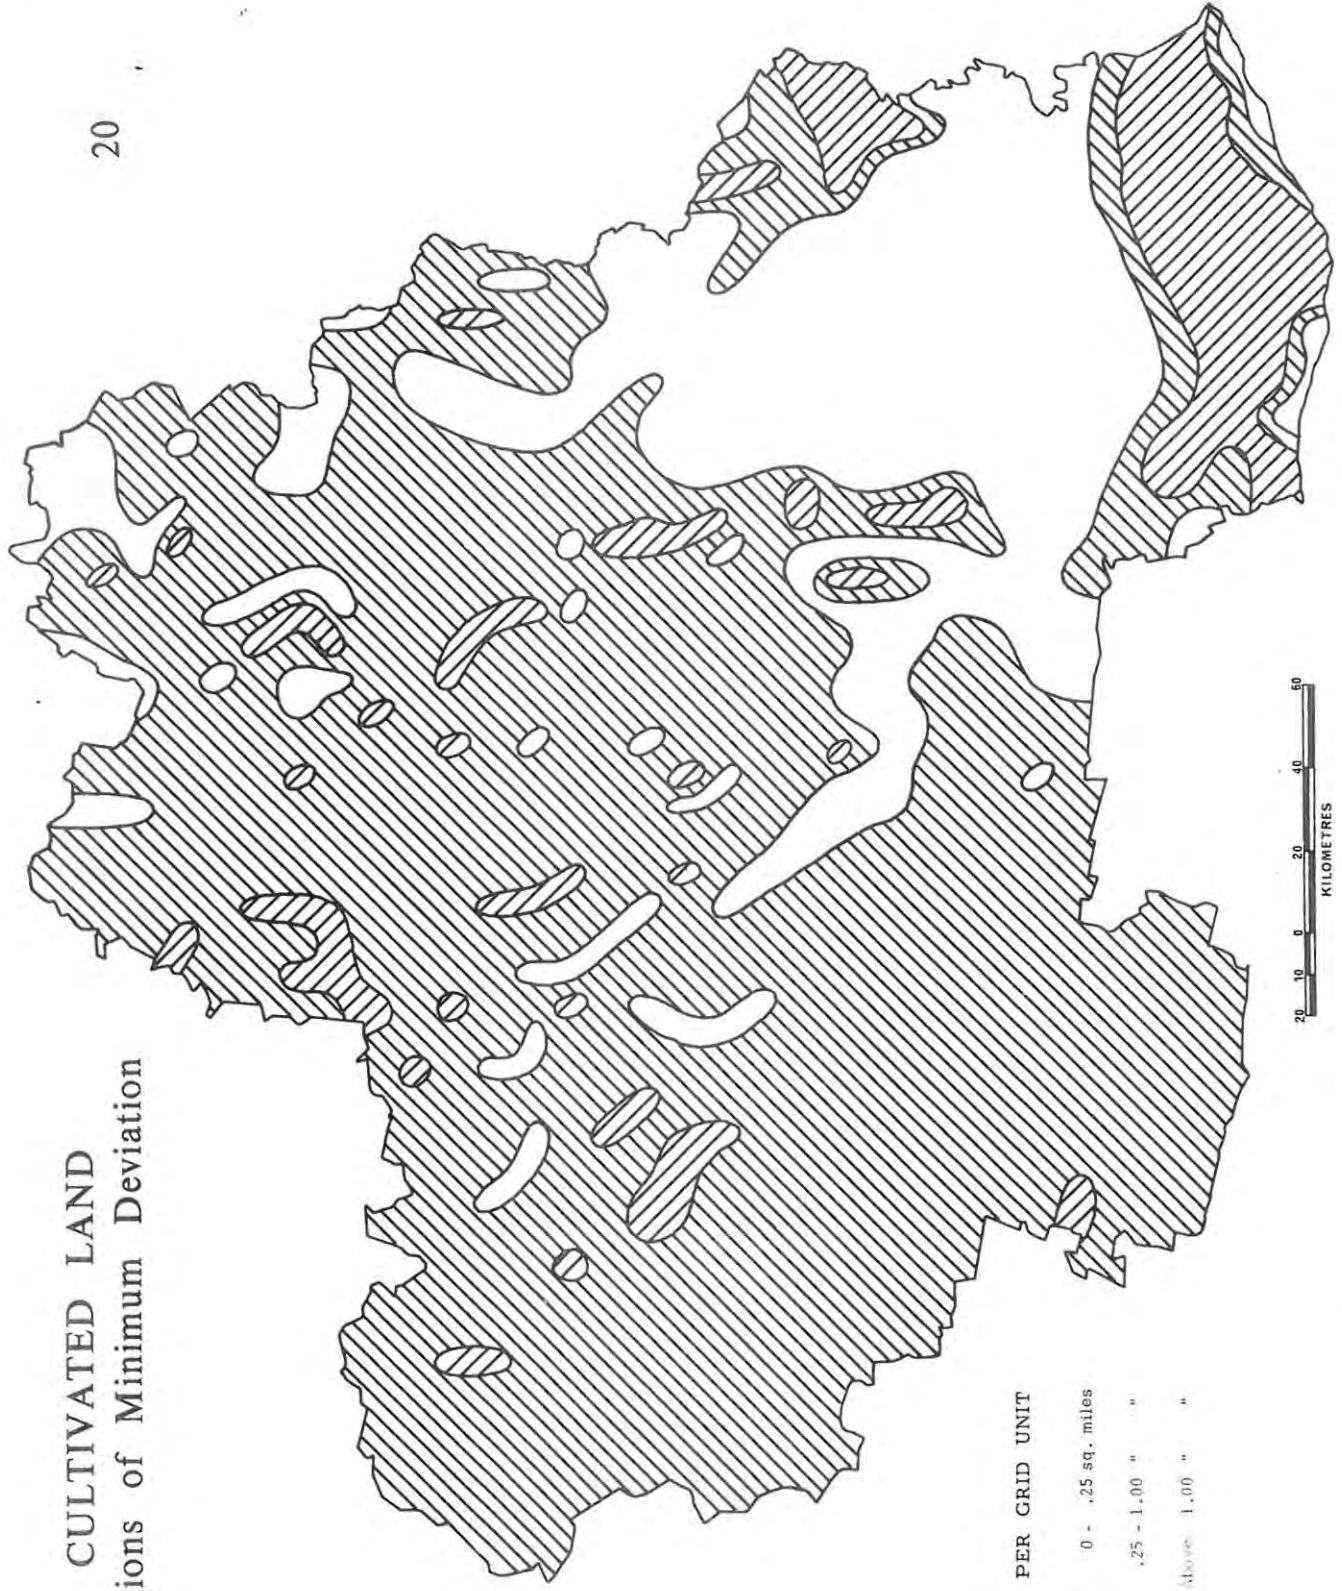 CULTIVATED LAND
ions of Minimum Deviation
20
PER GRID UNIT
0 - .25 sq. miles
.25 - 1.00 " "
Above 1.00 " "
20 10 0 20 40 60
KILOMETRES